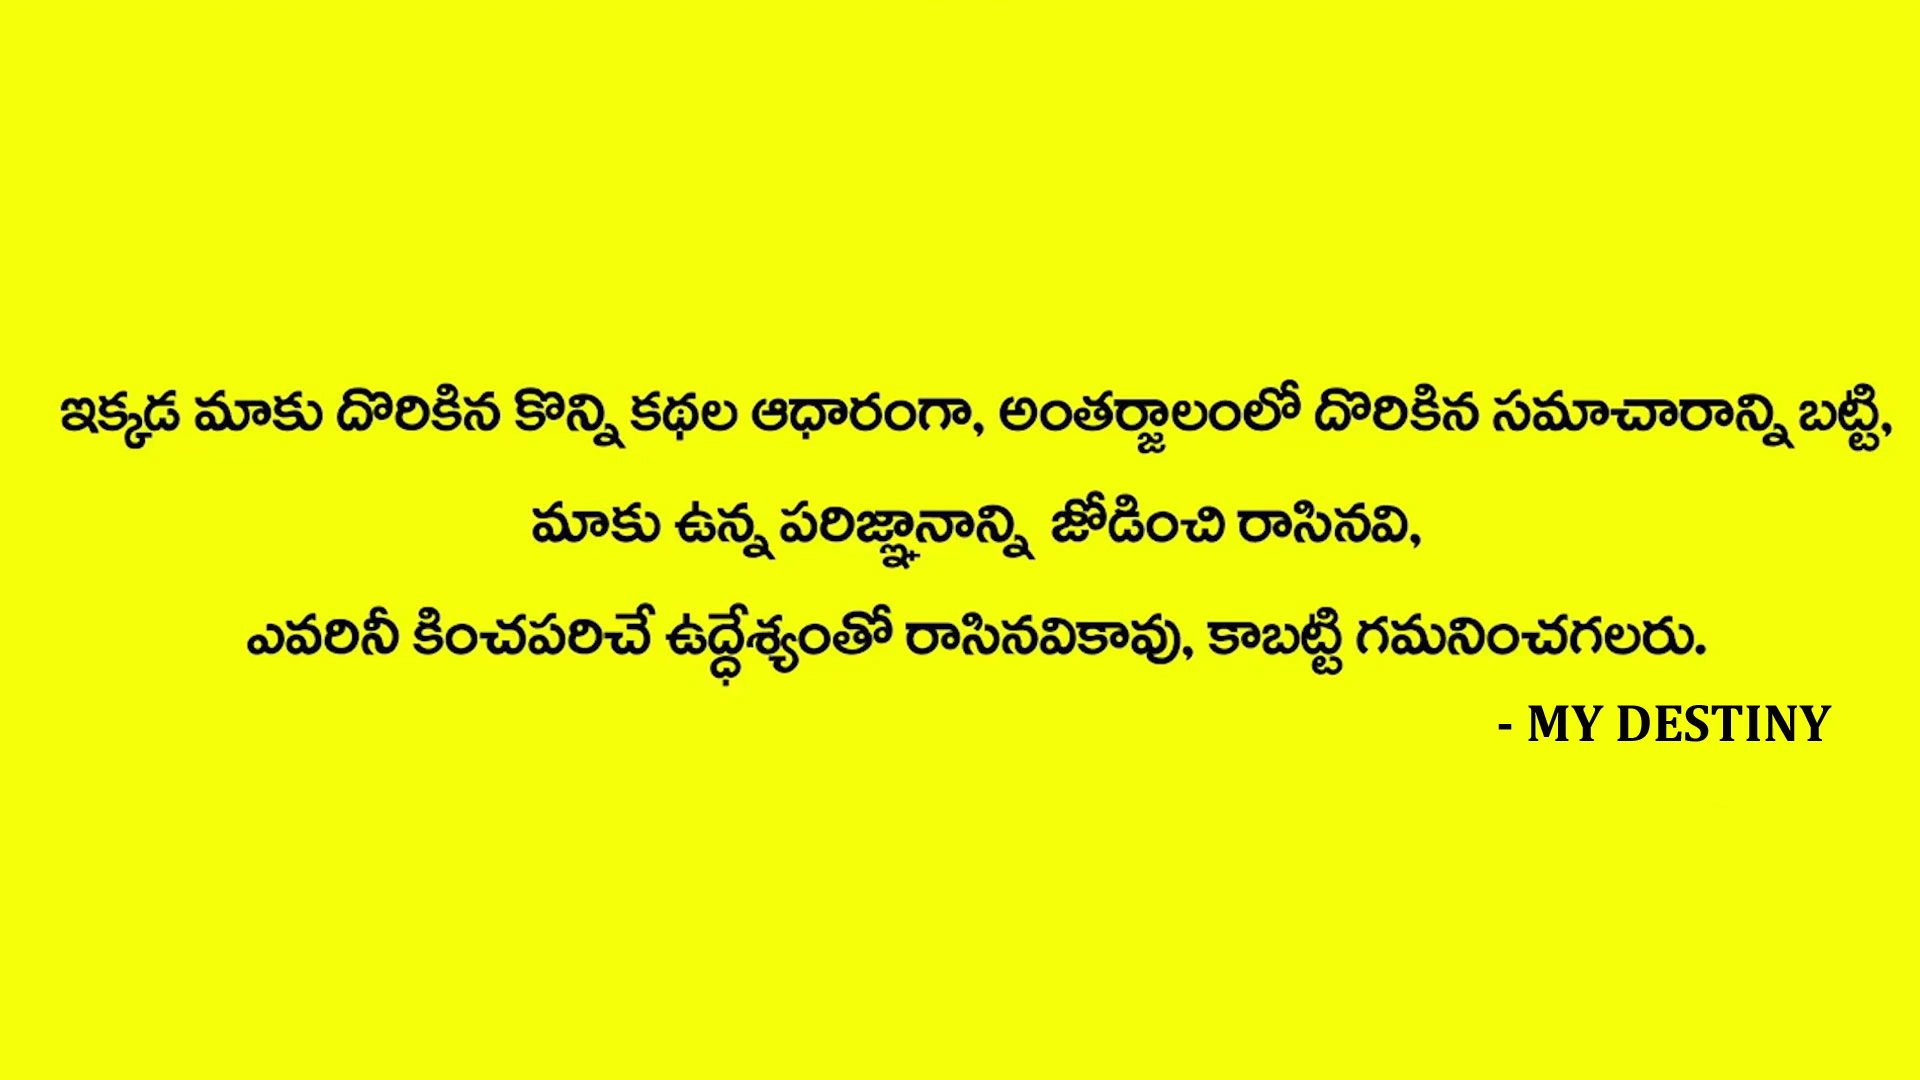 ఇక్కడ మాకు దొరికిన కొన్ని కథల ఆధారంగా, అంతర్జాలంలో దొరికిన సమాచారాన్ని బట్టి,
మాకు ఉన్న పరిజ్ఞానాన్ని జోడించి రాసినవి,
ఎవరినీ కించపరిచే ఉద్ధేశ్యంతో రాసినవికావు, కాబట్టి గమనించగలరు.
- MY DESTINY